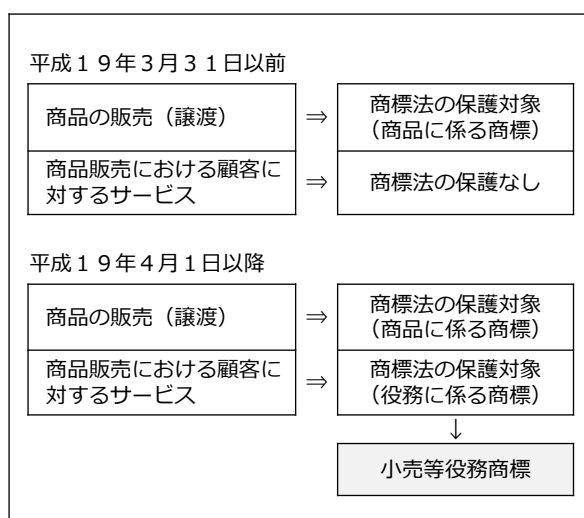 平成１９年３月３１日以前
商品の販売（譲渡）
⇒
商標法の保護対象
（商品に係る商標）
商品販売における顧客に
対するサービス
⇒
商標法の保護なし
平成１９年４月１日以降
商品の販売（譲渡）
⇒
商標法の保護対象
（商品に係る商標）
商品販売における顧客に
対するサービス
⇒
商標法の保護対象
（役務に係る商標）
↓
小売等役務商標